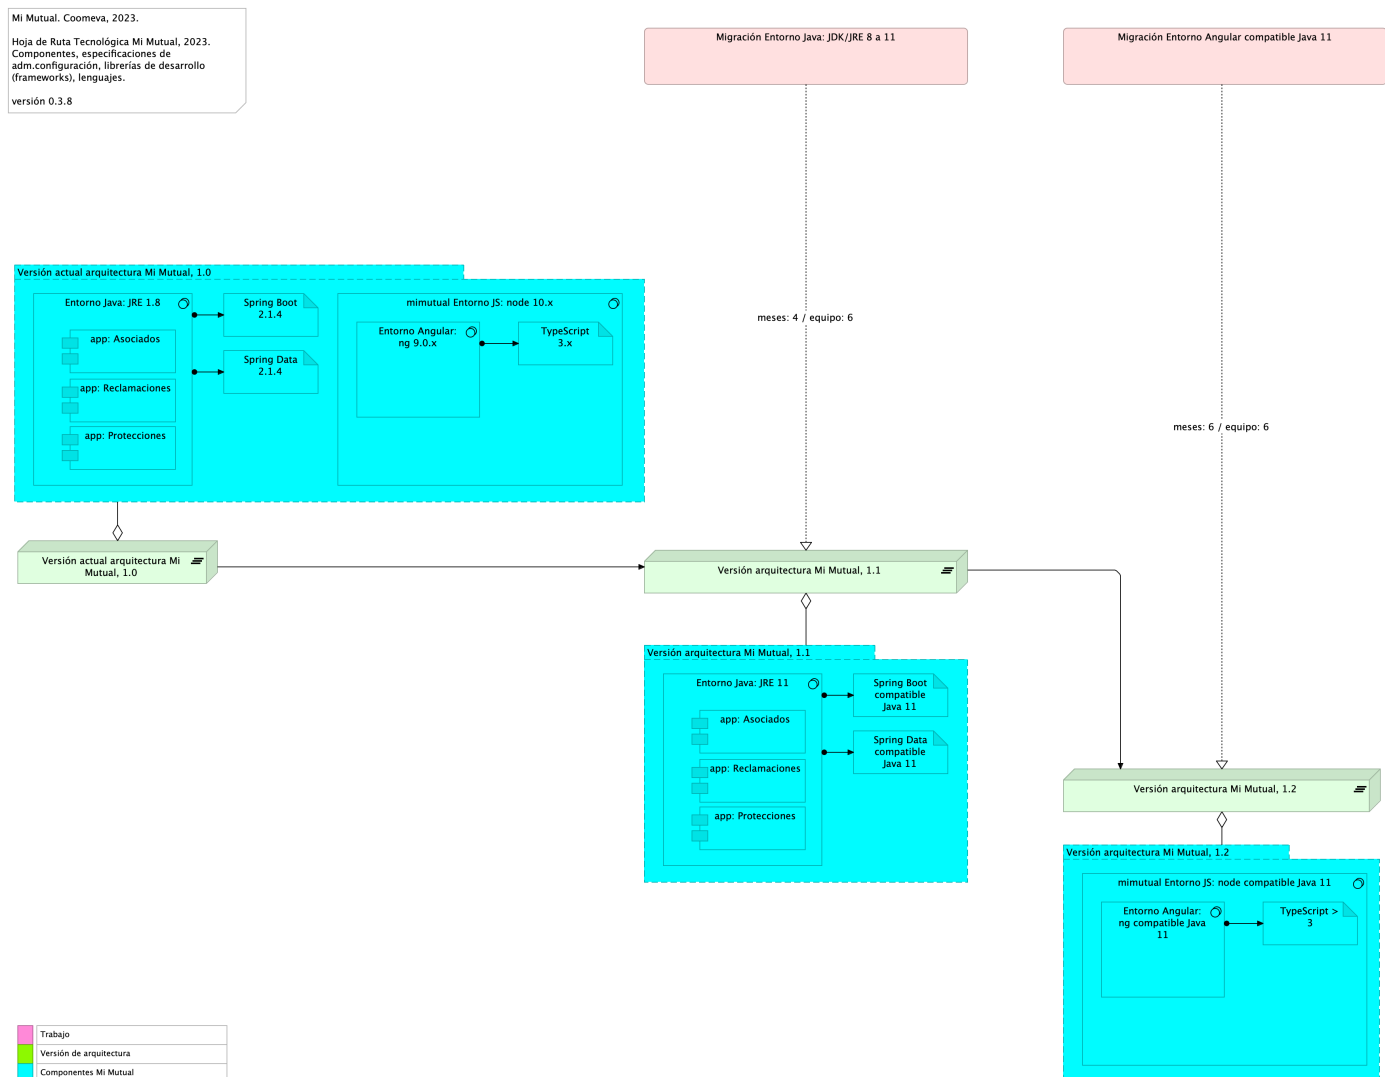 Mi Mutual. Coomeva, 2023.
Hoja de Ruta Tecnológica Mi Mutual, 2023.
Componentes, especificaciones de
adm.configuración, librerías de desarrollo
(frameworks), lenguajes.
versión 0.3.8
Migración Entorno Java: JDK/JRE 8 a 11
Migración Entorno Angular compatible Java 11
meses: 4 / equipo: 6
meses: 6 / equipo: 6
Versión actual arquitectura Mi Mutual, 1.0
Entorno Java: JRE 1.8
app: Asociados
app: Reclamaciones
app: Protecciones
Spring Boot
2.1.4
Spring Data
2.1.4
mimutual Entorno JS: node 10.x
Entorno Angular:
ng 9.0.x
TypeScript
3.x
Versión actual arquitectura Mi
Mutual, 1.0
Versión arquitectura Mi Mutual, 1.1
Versión arquitectura Mi Mutual, 1.1
Entorno Java: JRE 11
app: Asociados
app: Reclamaciones
app: Protecciones
Spring Boot
compatible
Java 11
Spring Data
compatible
Java 11
Versión arquitectura Mi Mutual, 1.2
Versión arquitectura Mi Mutual, 1.2
mimutual Entorno JS: node compatible Java 11
Entorno Angular:
ng compatible Java
11
TypeScript >
3
Trabajo
Versión de arquitectura
Componentes Mi Mutual